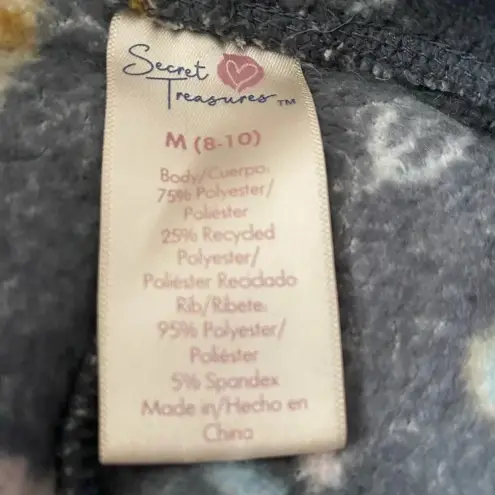 Secret
Treasures™
M (8-10)
Body/Cuerpo:
75% Polyester/
Poliester
25% Recycled
Polyester/
Poliéster Reciclado
Rib/Ribete:
95% Polyester/
Poliéster
5% Spandex
Made in/Hecho en
China